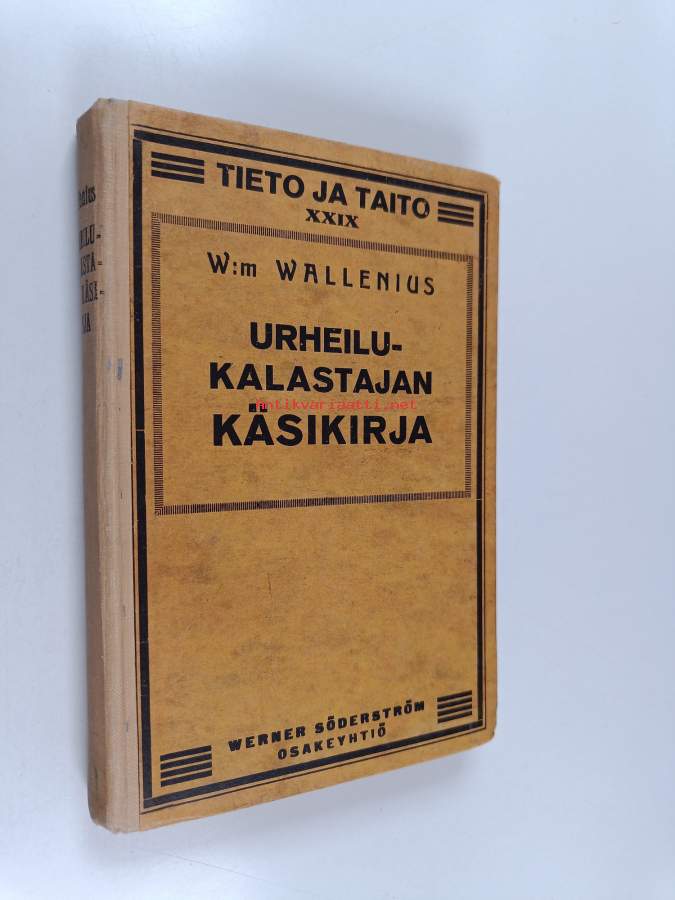 TIETO JA TAITO
XXIX
W:m WALLENIUS
URHEILU-
KALASTAJAN
antikvariaatti.net
KÄSIKIRJA
WERNER SÖDERSTRÖM
OSAKEYHTIÖ